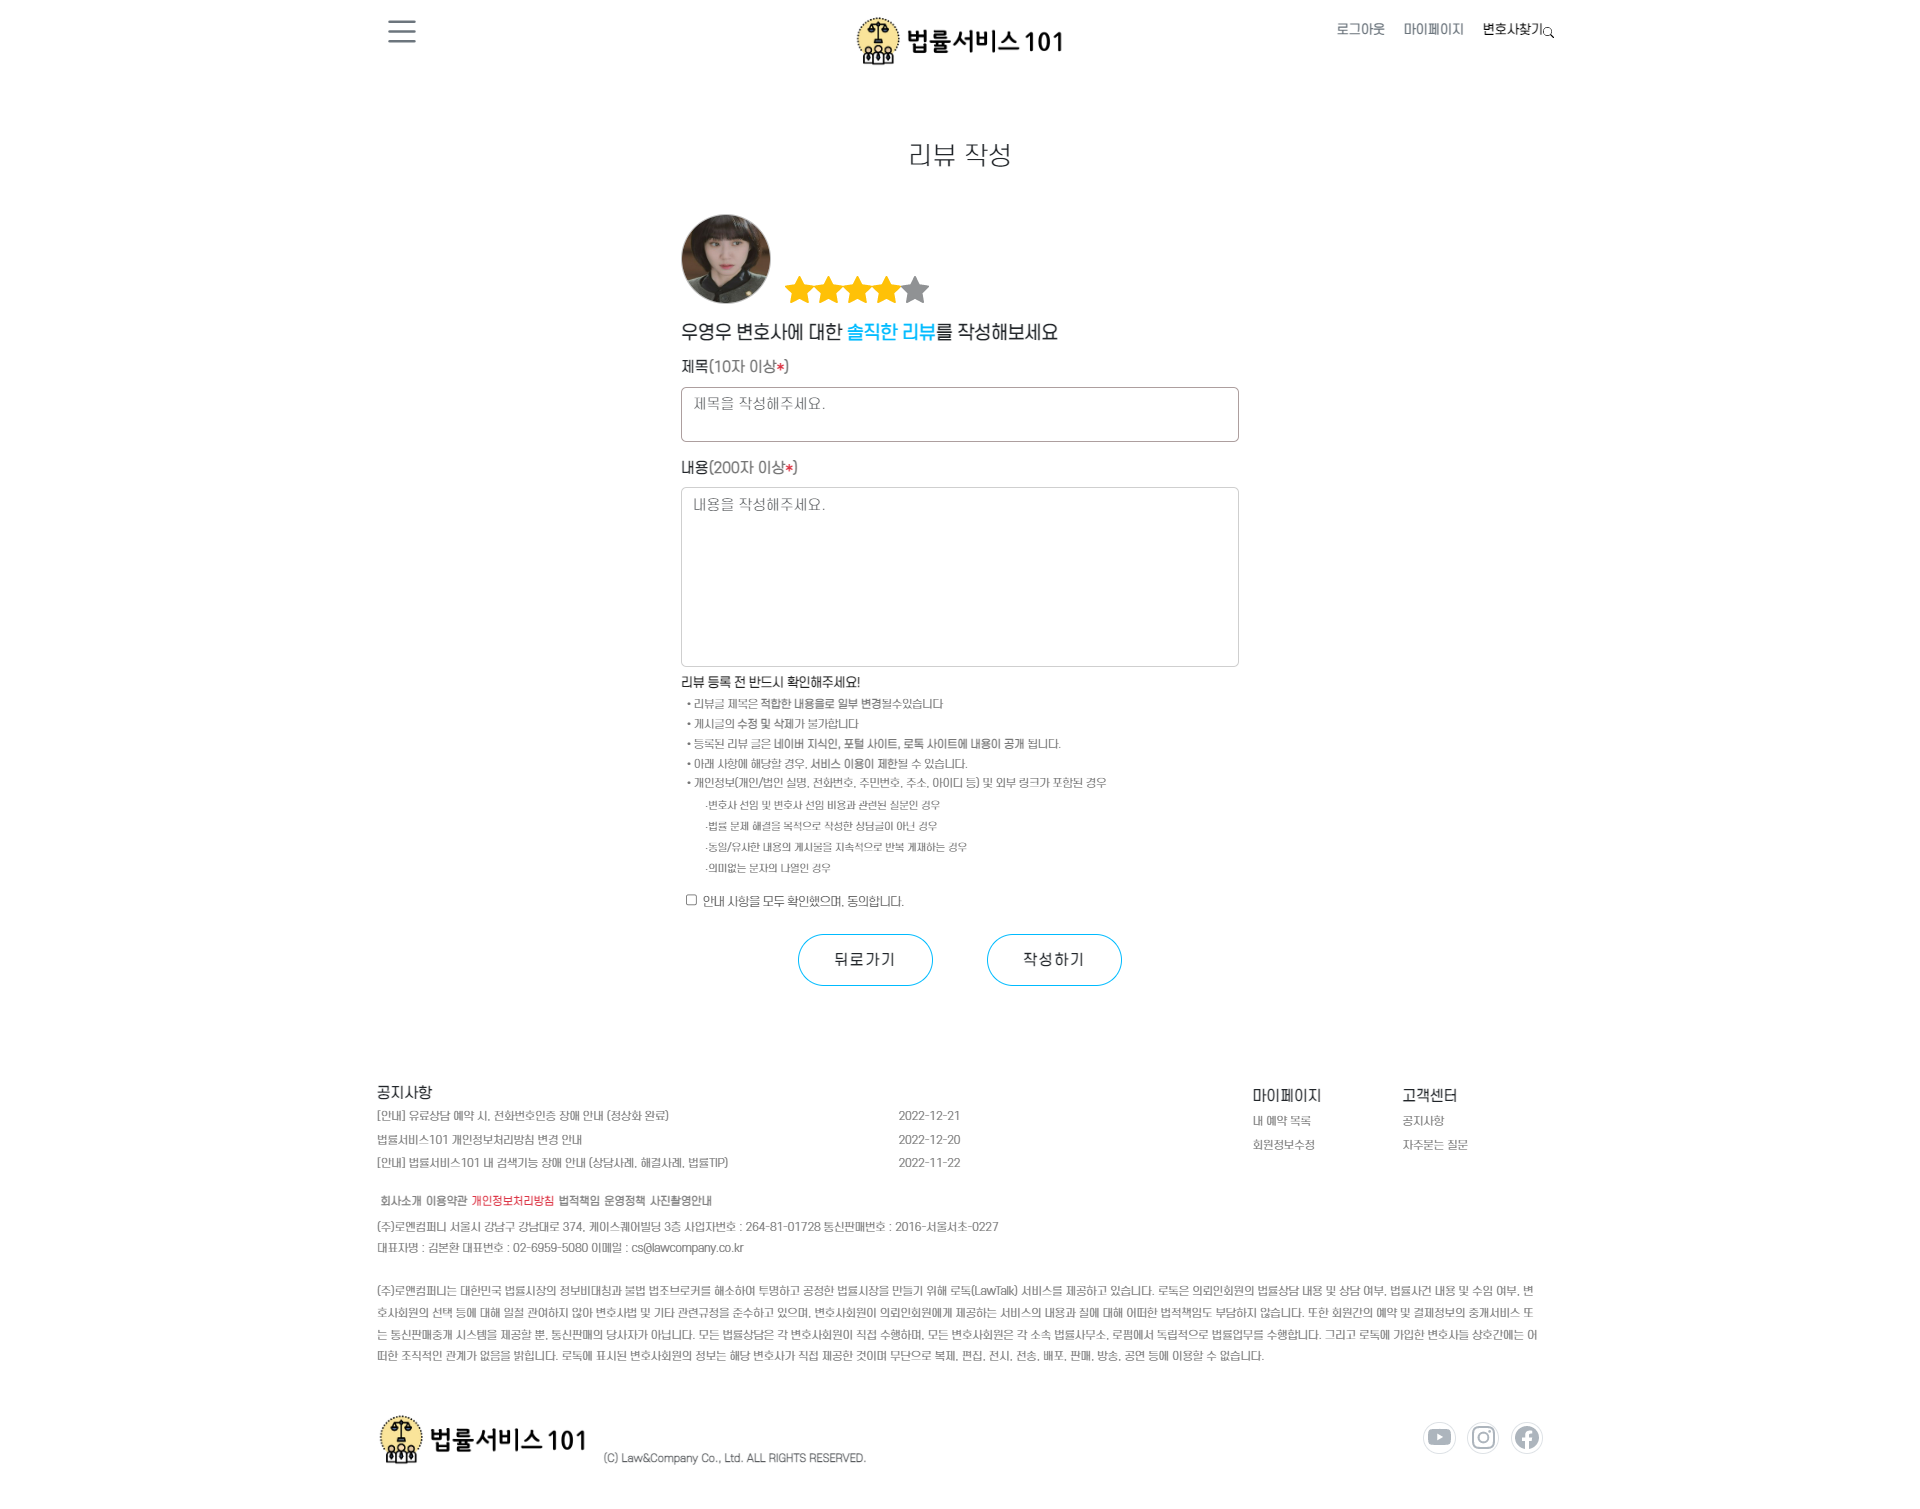 법률서비스 101
로그아웃 마이페이지 변호사찾기
리뷰 작성
우영우 변호사에 대한 솔직한 리뷰를 작성해보세요
제목(10자 이상*)
제목을 작성해주세요.
내용(200자 이상*)
내용을 작성해주세요.
리뷰 등록 전 반드시 확인해주세요!
• 리뷰글 제목은 적합한 내용을로 일부 변경될수있습니다
• 게시글의 수정 및 삭제가 불가합니다
• 등록된 리뷰 글은 네이버 지식인, 포털 사이트, 로톡 사이트에 내용이 공개 됩니다.
• 아래 사항에 해당할 경우, 서비스 이용이 제한될 수 있습니다.
• 개인정보(개인/법인 실명, 전화번호, 주민번호, 주소, 아이디 등) 및 외부 링크가 포함된 경우
·변호사 선임 및 변호사 선임 비용과 관련된 질문인 경우
·법률 문제 해결을 목적으로 작성한 상담글이 아닌 경우
·동일/유사한 내용의 게시물을 지속적으로 반복 게재하는 경우
·의미없는 문자의 나열인 경우
안내 사항을 모두 확인했으며, 동의합니다.
뒤로가기 작성하기
공지사항
[안내] 유료상담 예약 시, 전화번호인증 장애 안내 (정상화 완료) 2022-12-21
법률서비스101 개인정보처리방침 변경 안내 2022-12-20
[안내] 법률서비스101 내 검색기능 장애 안내 (상담사례, 해결사례, 법률TIP) 2022-11-22
마이페이지
내 예약 목록
회원정보수정
고객센터
공지사항
자주묻는 질문
회사소개 이용약관 개인정보처리방침 법적책임 운영정책 사진촬영안내
(주)로멘컴퍼니 서울시 강남구 강남대로 374, 케이스퀘어빌딩 3층 사업자번호 : 264-81-01728 통신판매번호 : 2016-서울서초-0227
대표자명 : 김본환 대표번호 : 02-6959-5080 이메일 : cs@lawcompany.co.kr
(주)로앤컴퍼니는 대한민국 법률시장의 정보비대칭과 불법 법조브로커를 해소하여 투명하고 공정한 법률시장을 만들기 위해 로톡(LawTalk) 서비스를 제공하고 있습니다. 로톡은 의뢰인회원의 법률상담 내용 및 상담 여부, 법률사건 내용 및 수임 여부, 변
호사회원의 선택 등에 대해 일절 관여하지 않아 변호사법 및 기타 관련규정을 준수하고 있으며, 변호사회원이 의뢰인회원에게 제공하는 서비스의 내용과 질에 대해 어떠한 법적책임도 부담하지 않습니다. 또한 회원간의 예약 및 결제정보의 중개서비스 또
는 통신판매중개 시스템을 제공할 뿐, 통신판매의 당사자가 아닙니다. 모든 법률상담은 각 변호사회원이 직접 수행하며, 모든 변호사회원은 각 소속 법률사무소, 로펌에서 독립적으로 법률업무를 수행합니다. 그리고 로톡에 가입한 변호사들 상호간에는 어
떠한 조직적인 관계가 없음을 밝힙니다. 로톡에 표시된 변호사회원의 정보는 해당 변호사가 직접 제공한 것이며 무단으로 복제, 편집, 전시, 전송, 배포, 판매, 방송, 공연 등에 이용할 수 없습니다.
법률서비스 101 (C) Law&Company Co., Ltd. ALL RIGHTS RESERVED.